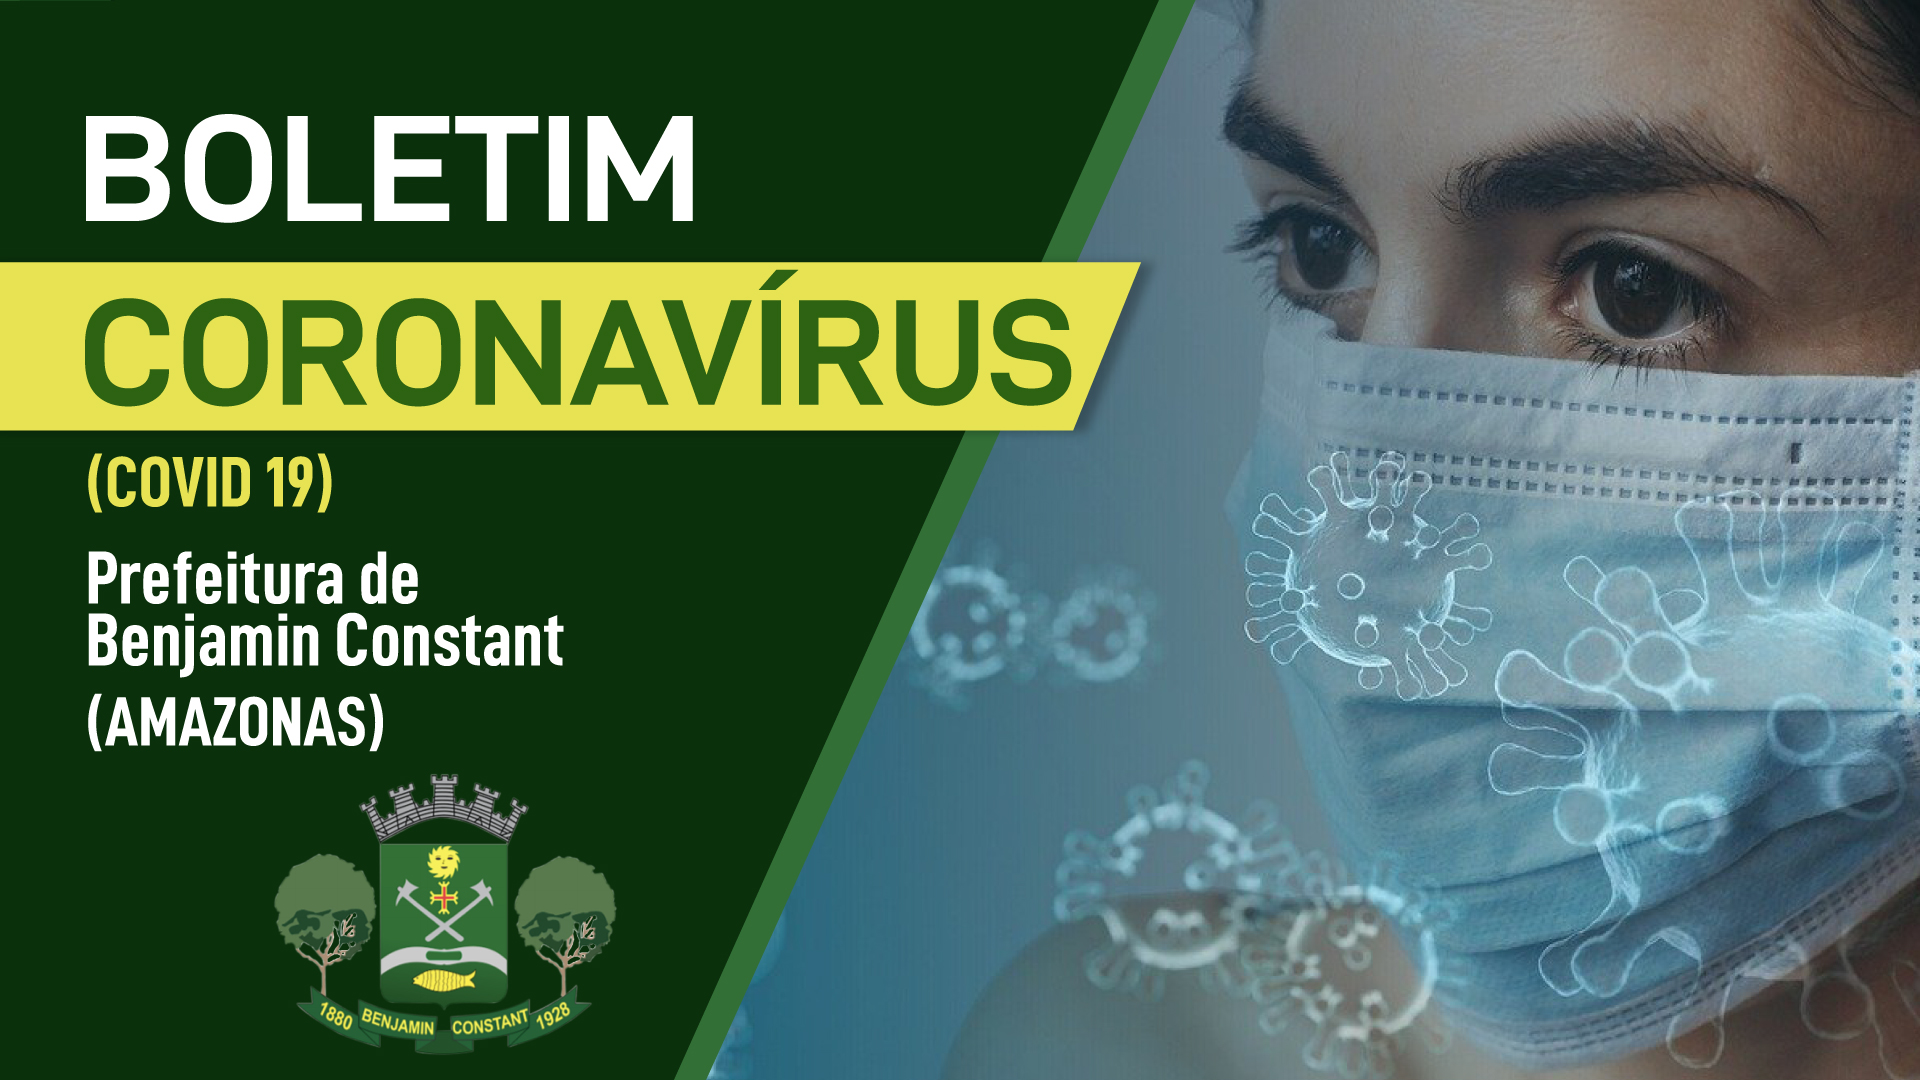 BOLETIM
CORONAVÍRUS
(COVID 19)
Prefeitura de
Benjamin Constant
(AMAZONAS)
1880 BENJAMIN CONSTANT 1928